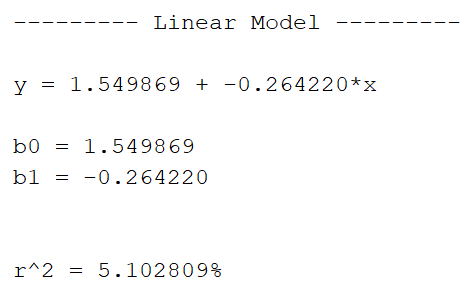 --------- Linear Model ---------
y = 1.549869 + -0.264220*x
b0 = 1.549869
b1 = -0.264220
r^2 = 5.102809%